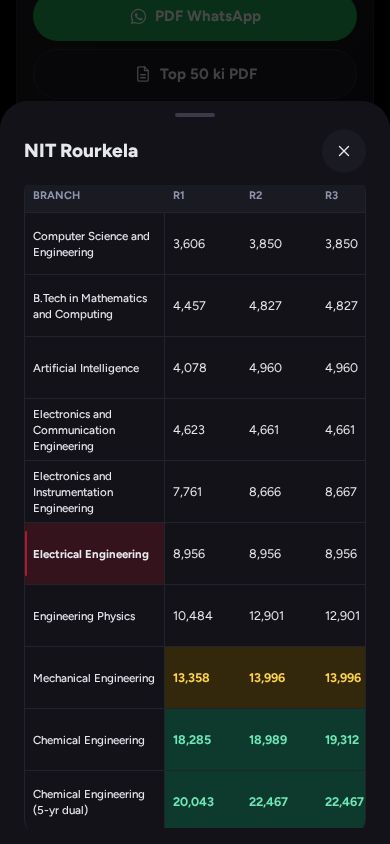 PDF WhatsApp
Top 50 ki PDF
NIT Rourkela
BRANCH R1 R2 R3
Computer Science and
Engineering
3,606 3,850 3,850
B.Tech in Mathematics
and Computing
4,457 4,827 4,827
Artificial Intelligence 4,078 4,960 4,960
Electronics and
Communication
Engineering
4,623 4,661 4,661
Electronics and
Instrumentation
Engineering
7,761 8,666 8,667
Electrical Engineering 8,956 8,956 8,956
Engineering Physics 10,484 12,901 12,901
Mechanical Engineering 13,358 13,996 13,996
Chemical Engineering 18,285 18,989 19,312
Chemical Engineering
(5-yr dual)
20,043 22,467 22,467